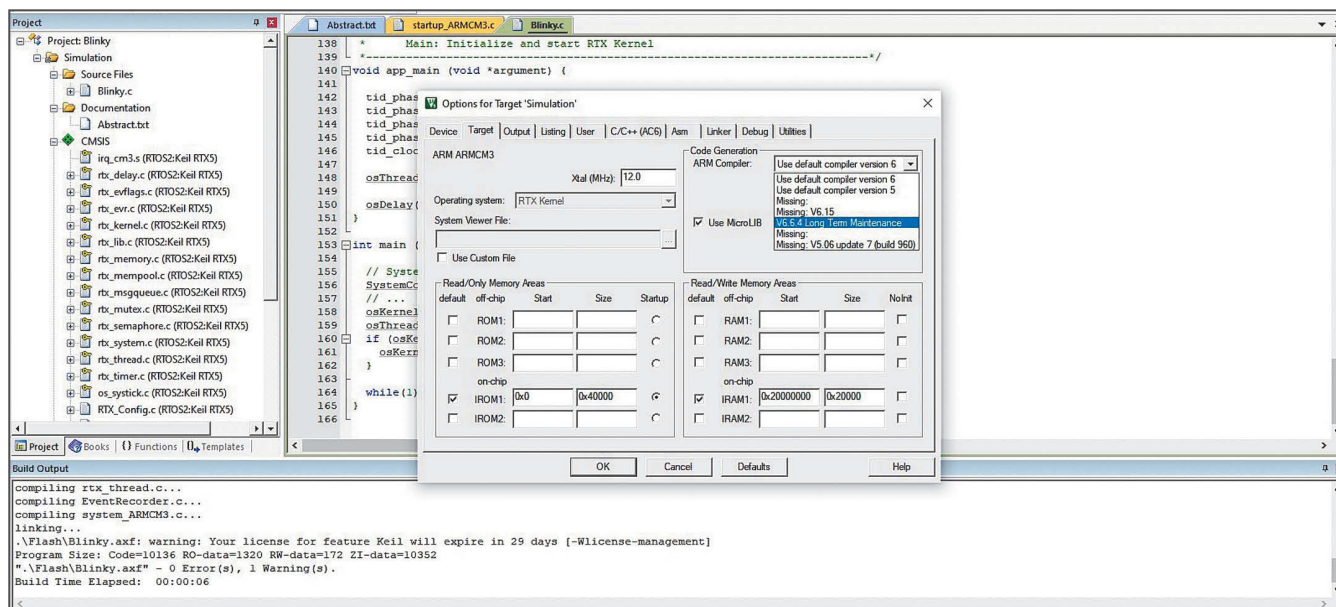 Project
Project: Blinky
Simulation
Source Files
Blinky.c
Documentation
Abstract.txt
CMSIS
irq_cm3.s (RTOS2:Keil RTX5)
rtx_delay.c (RTOS2:Keil RTX5)
rtx_evflags.c (RTOS2:Keil RTX5)
rtx_evr.c (RTOS2:Keil RTX5)
rtx_kernel.c (RTOS2:Keil RTX5)
rtx_lib.c (RTOS2:Keil RTX5)
rtx_memory.c (RTOS2:Keil RTX5)
rtx_mempool.c (RTOS2:Keil RTX5)
rtx_msgqueue.c (RTOS2:Keil RTX5)
rtx_mutex.c (RTOS2:Keil RTX5)
rtx_semaphore.c (RTOS2:Keil RTX5)
rtx_system.c (RTOS2:Keil RTX5)
rtx_thread.c (RTOS2:Keil RTX5)
rtx_timer.c (RTOS2:Keil RTX5)
os_systick.c (RTOS2:Keil RTX5)
RTX_Config.c (RTOS2:Keil RTX5)
Project Books {} Functions Templates
Abstract.txt startup_ARMCM3.c Blinky.c
138 * Main: Initialize and start RTX Kernel
139 *---------------------------------------------------------------------------*/
140 void app_main (void *argument) {
141
142 tid_phas
143 tid_phas
144 tid_phas
145 tid_phas
146 tid_cloc
147
148 osThread
149
150 osDelay(
151 }
152
153 int main (
154
155 // Syste
156 SystemCo
157 // ...
158 osKernel
159 osThread
160 if (osKe
161 osKern
162 }
163
164 while(1)
165 }
166
Options for Target 'Simulation'
Device Target Output Listing User C/C++ (AC6) Asm Linker Debug Utilities
ARM ARMCM3
Xtal (MHz): 12.0
Operating system: RTX Kernel
System Viewer File:
...
Use Custom File
Code Generation
ARM Compiler: Use default compiler version 6
Use default compiler version 6
Use default compiler version 5
Missing:
Missing: V6.15
V6.6.4 Long Term Maintenance
Missing:
Missing: V5.06 update 7 (build 960)
Use MicroLIB
Read/Only Memory Areas
default off-chip Start Size Startup
ROM1:
ROM2:
ROM3:
on-chip
IROM1: 0x0 0x40000
IROM2:
Read/Write Memory Areas
default off-chip Start Size NoInit
RAM1:
RAM2:
RAM3:
on-chip
IRAM1: 0x20000000 0x20000
IRAM2:
OK Cancel Defaults Help
Build Output
compiling rtx_thread.c...
compiling EventRecorder.c...
compiling system_ARMCM3.c...
linking...
.\Flash\Blinky.axf: warning: Your license for feature Keil will expire in 29 days [-Wlicense-management]
Program Size: Code=10136 RO-data=1320 RW-data=172 ZI-data=10352
".\Flash\Blinky.axf" - 0 Error(s), 1 Warning(s).
Build Time Elapsed: 00:00:06